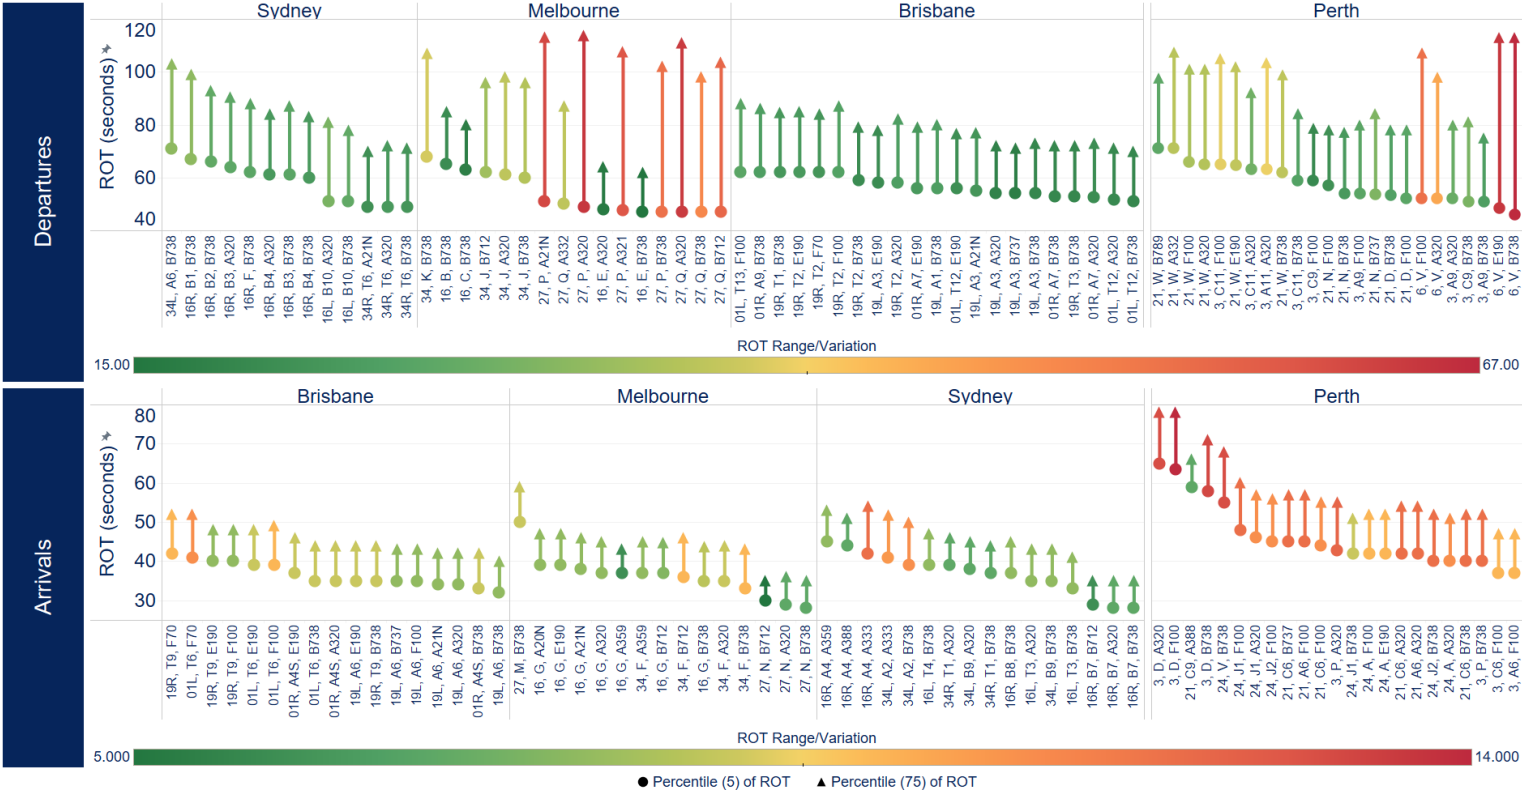 Departures
Sydney Melbourne Brisbane Perth
ROT (seconds)
120
100
80
60
40
34L, A6, B738
16R, B1, B738
16R, B2, B738
16R, B3, A320
16R, F, B738
16R, B4, A320
16R, B3, B738
16R, B4, B738
16L, B10, A320
16L, B10, B738
34R, T6, A21N
34R, T6, A320
34R, T6, B738
34, K, B738
16, B, B738
16, C, B738
34, J, B712
34, J, A320
34, J, B738
27, P, A21N
27, Q, A332
27, P, A320
16, E, A320
27, P, A321
16, E, B738
27, P, B738
27, Q, A320
27, Q, B738
27, Q, B712
01L, T13, F100
01R, A9, B738
19R, T1, B738
19R, T2, E190
19R, T2, F70
19R, T2, F100
19R, T2, B738
19L, A3, E190
19R, T2, A320
01R, A7, E190
19L, A1, B738
01L, T12, E190
19L, A3, A21N
19L, A3, A320
19L, A3, B737
19L, A3, B738
01R, A7, B738
19R, T3, B738
01R, A7, A320
01L, T12, A320
01L, T12, B738
21, W, B789
21, W, A332
21, W, F100
21, W, A320
3, C11, F100
21, W, E190
3, C11, A320
3, A11, A320
21, W, B738
3, C11, B738
3, C9, F100
21, N, F100
21, N, B738
3, A9, F100
21, N, B737
21, D, B738
21, D, F100
6, V, F100
6, V, A320
3, A9, A320
3, C9, B738
3, A9, B738
6, V, E190
6, V, B738
ROT Range/Variation
15.00 67.00
Arrivals
Brisbane Melbourne Sydney Perth
ROT (seconds)
80
70
60
50
40
30
19R, T9, F70
01L, T6, F70
19R, T9, E190
19R, T9, F100
01L, T6, E190
01L, T6, F100
01R, A4S, E190
01L, T6, B738
01R, A4S, A320
19L, A6, E190
19R, T9, B738
19L, A6, B737
19L, A6, F100
19L, A6, A21N
19L, A6, A320
01R, A4S, B738
19L, A6, B738
27, M, B738
16, G, A20N
16, G, E190
16, G, A21N
16, G, A320
16, G, A359
34, F, A359
16, G, B712
34, F, B712
16, G, B738
34, F, A320
34, F, B738
27, N, B712
27, N, A320
27, N, B738
16R, A4, A359
16R, A4, A388
16R, A4, A333
34L, A2, A333
34L, A2, B738
16L, T4, B738
34R, T1, A320
34L, B9, A320
34R, T1, B738
16R, B8, B738
16L, T3, A320
34L, B9, B738
16L, T3, B738
16R, B7, B712
16R, B7, A320
16R, B7, B738
3, D, A320
3, D, F100
21, C9, A388
3, D, B738
24, V, B738
24, J1, F100
24, J1, A320
24, J2, F100
21, C6, B737
21, A6, F100
21, C6, F100
3, P, A320
24, J1, B738
24, A, F100
24, A, E190
21, C6, A320
21, A6, A320
24, J2, B738
24, A, A320
21, C6, B738
3, P, B738
3, C6, F100
3, A6, F100
ROT Range/Variation
5.000 14.000
Percentile (5) of ROT Percentile (75) of ROT